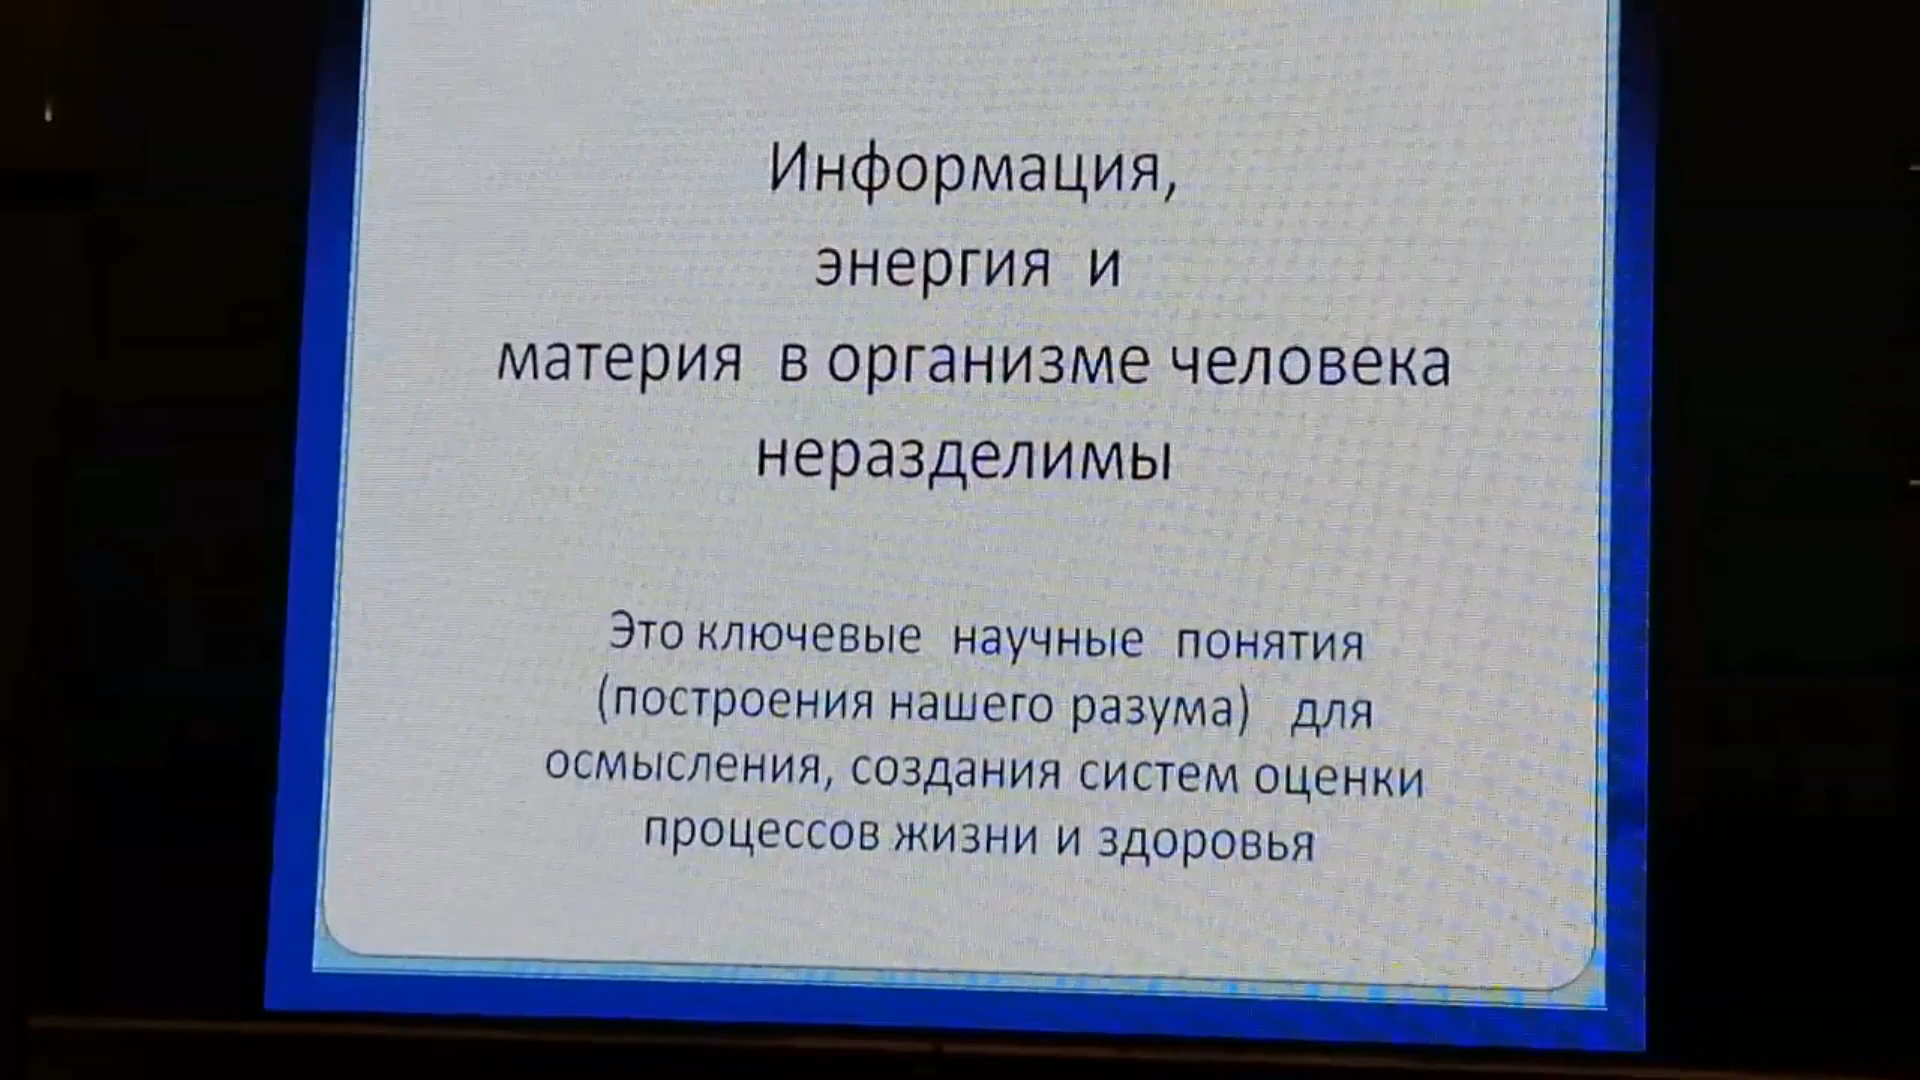 Информация,
энергия и
материя в организме человека
неразделимы
Это ключевые научные понятия
(построения нашего разума) для
осмысления, создания систем оценки
процессов жизни и здоровья